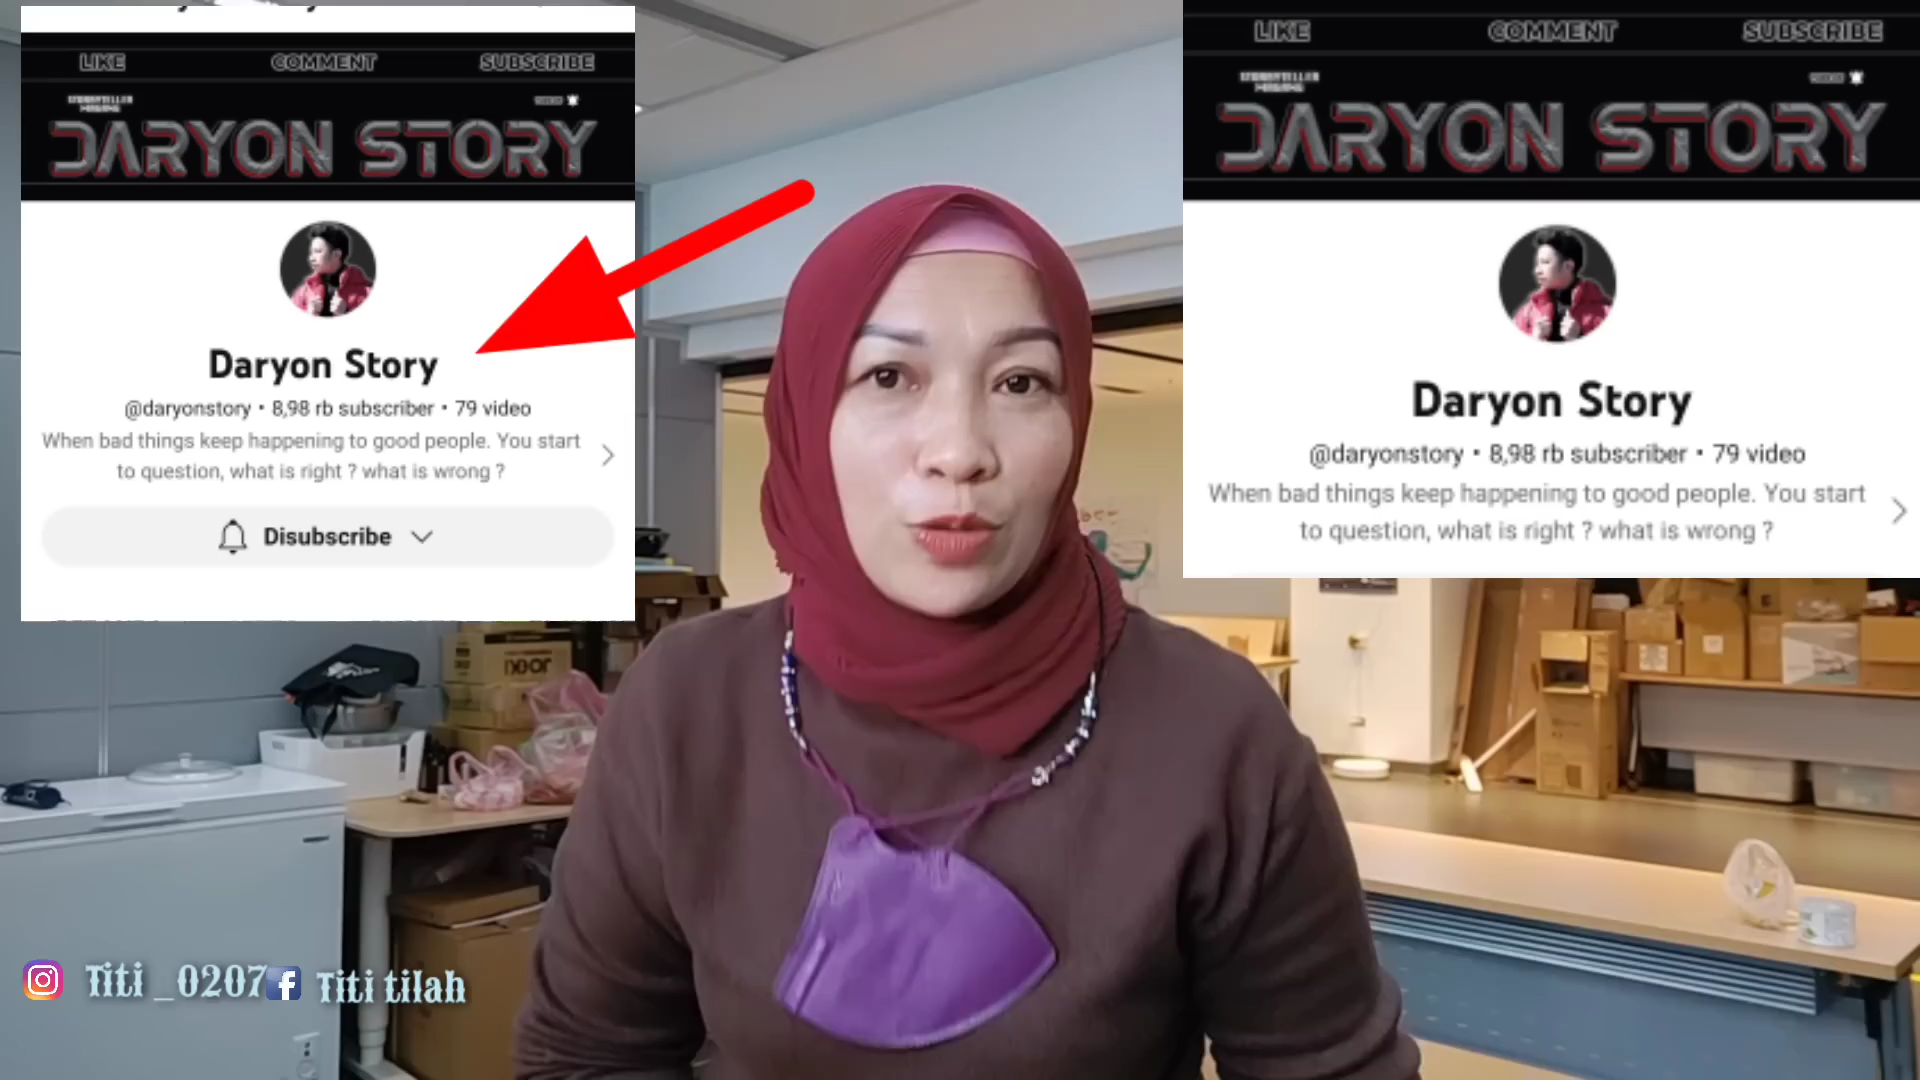 LIKE COMMENT SUBSCRIBE
DARYON STORY
Daryon Story
@daryonstory • 8,98 rb subscriber • 79 video
When bad things keep happening to good people. You start
to question, what is right ? what is wrong ?
Disubscribe
LIKE COMMENT SUBSCRIBE
DARYON STORY
Daryon Story
@daryonstory • 8,98 rb subscriber • 79 video
When bad things keep happening to good people. You start
to question, what is right ? what is wrong ?
Titi _0207 Titi tilah